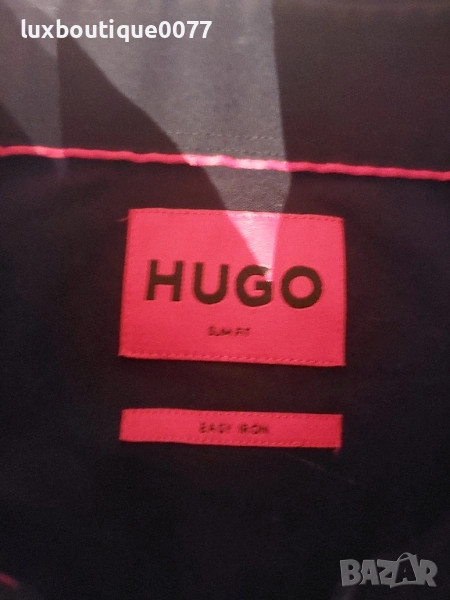 luxboutique0077
HUGO
SLIM FIT
EASY IRON
BAZAR